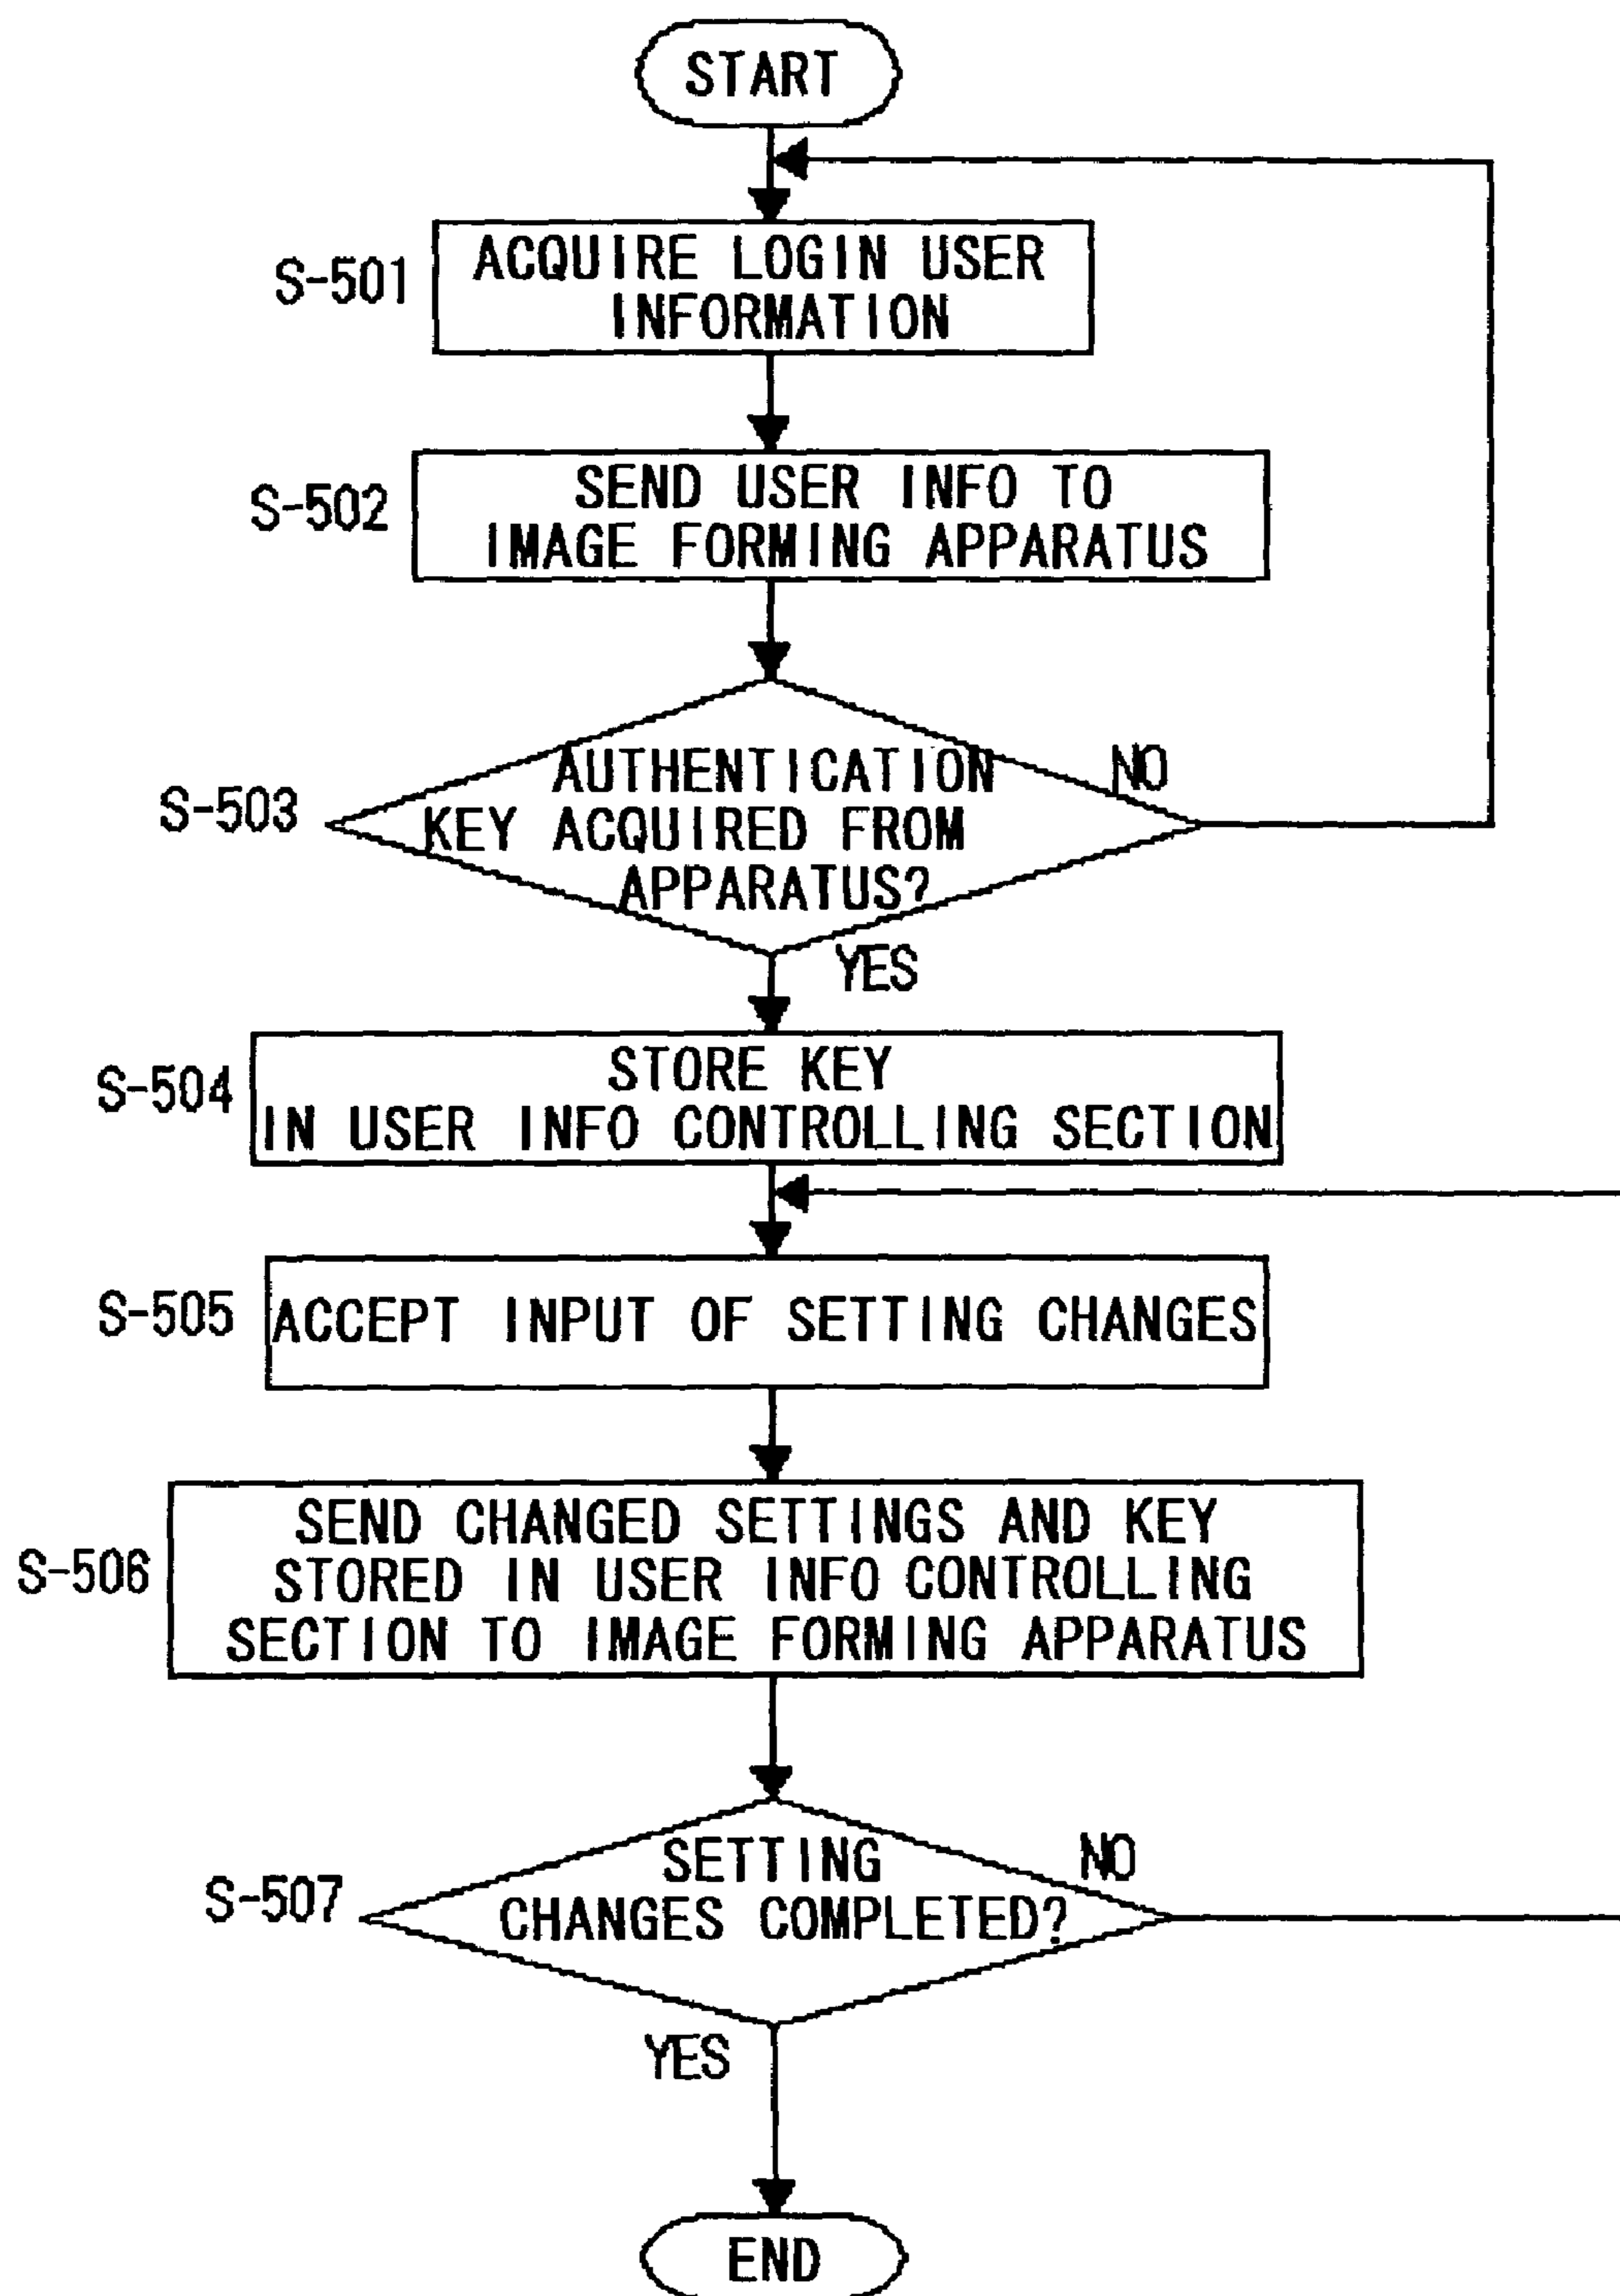 START
S-501
ACQUIRE LOGIN USER
INFORMATION
S-502
SEND USER INFO TO
IMAGE FORMING APPARATUS
S-503
AUTHENTICATION
KEY ACQUIRED FROM
APPARATUS?
NO
YES
S-504
STORE KEY
IN USER INFO CONTROLLING SECTION
S-505
ACCEPT INPUT OF SETTING CHANGES
S-506
SEND CHANGED SETTINGS AND KEY
STORED IN USER INFO CONTROLLING
SECTION TO IMAGE FORMING APPARATUS
S-507
SETTING
CHANGES COMPLETED?
NO
YES
END